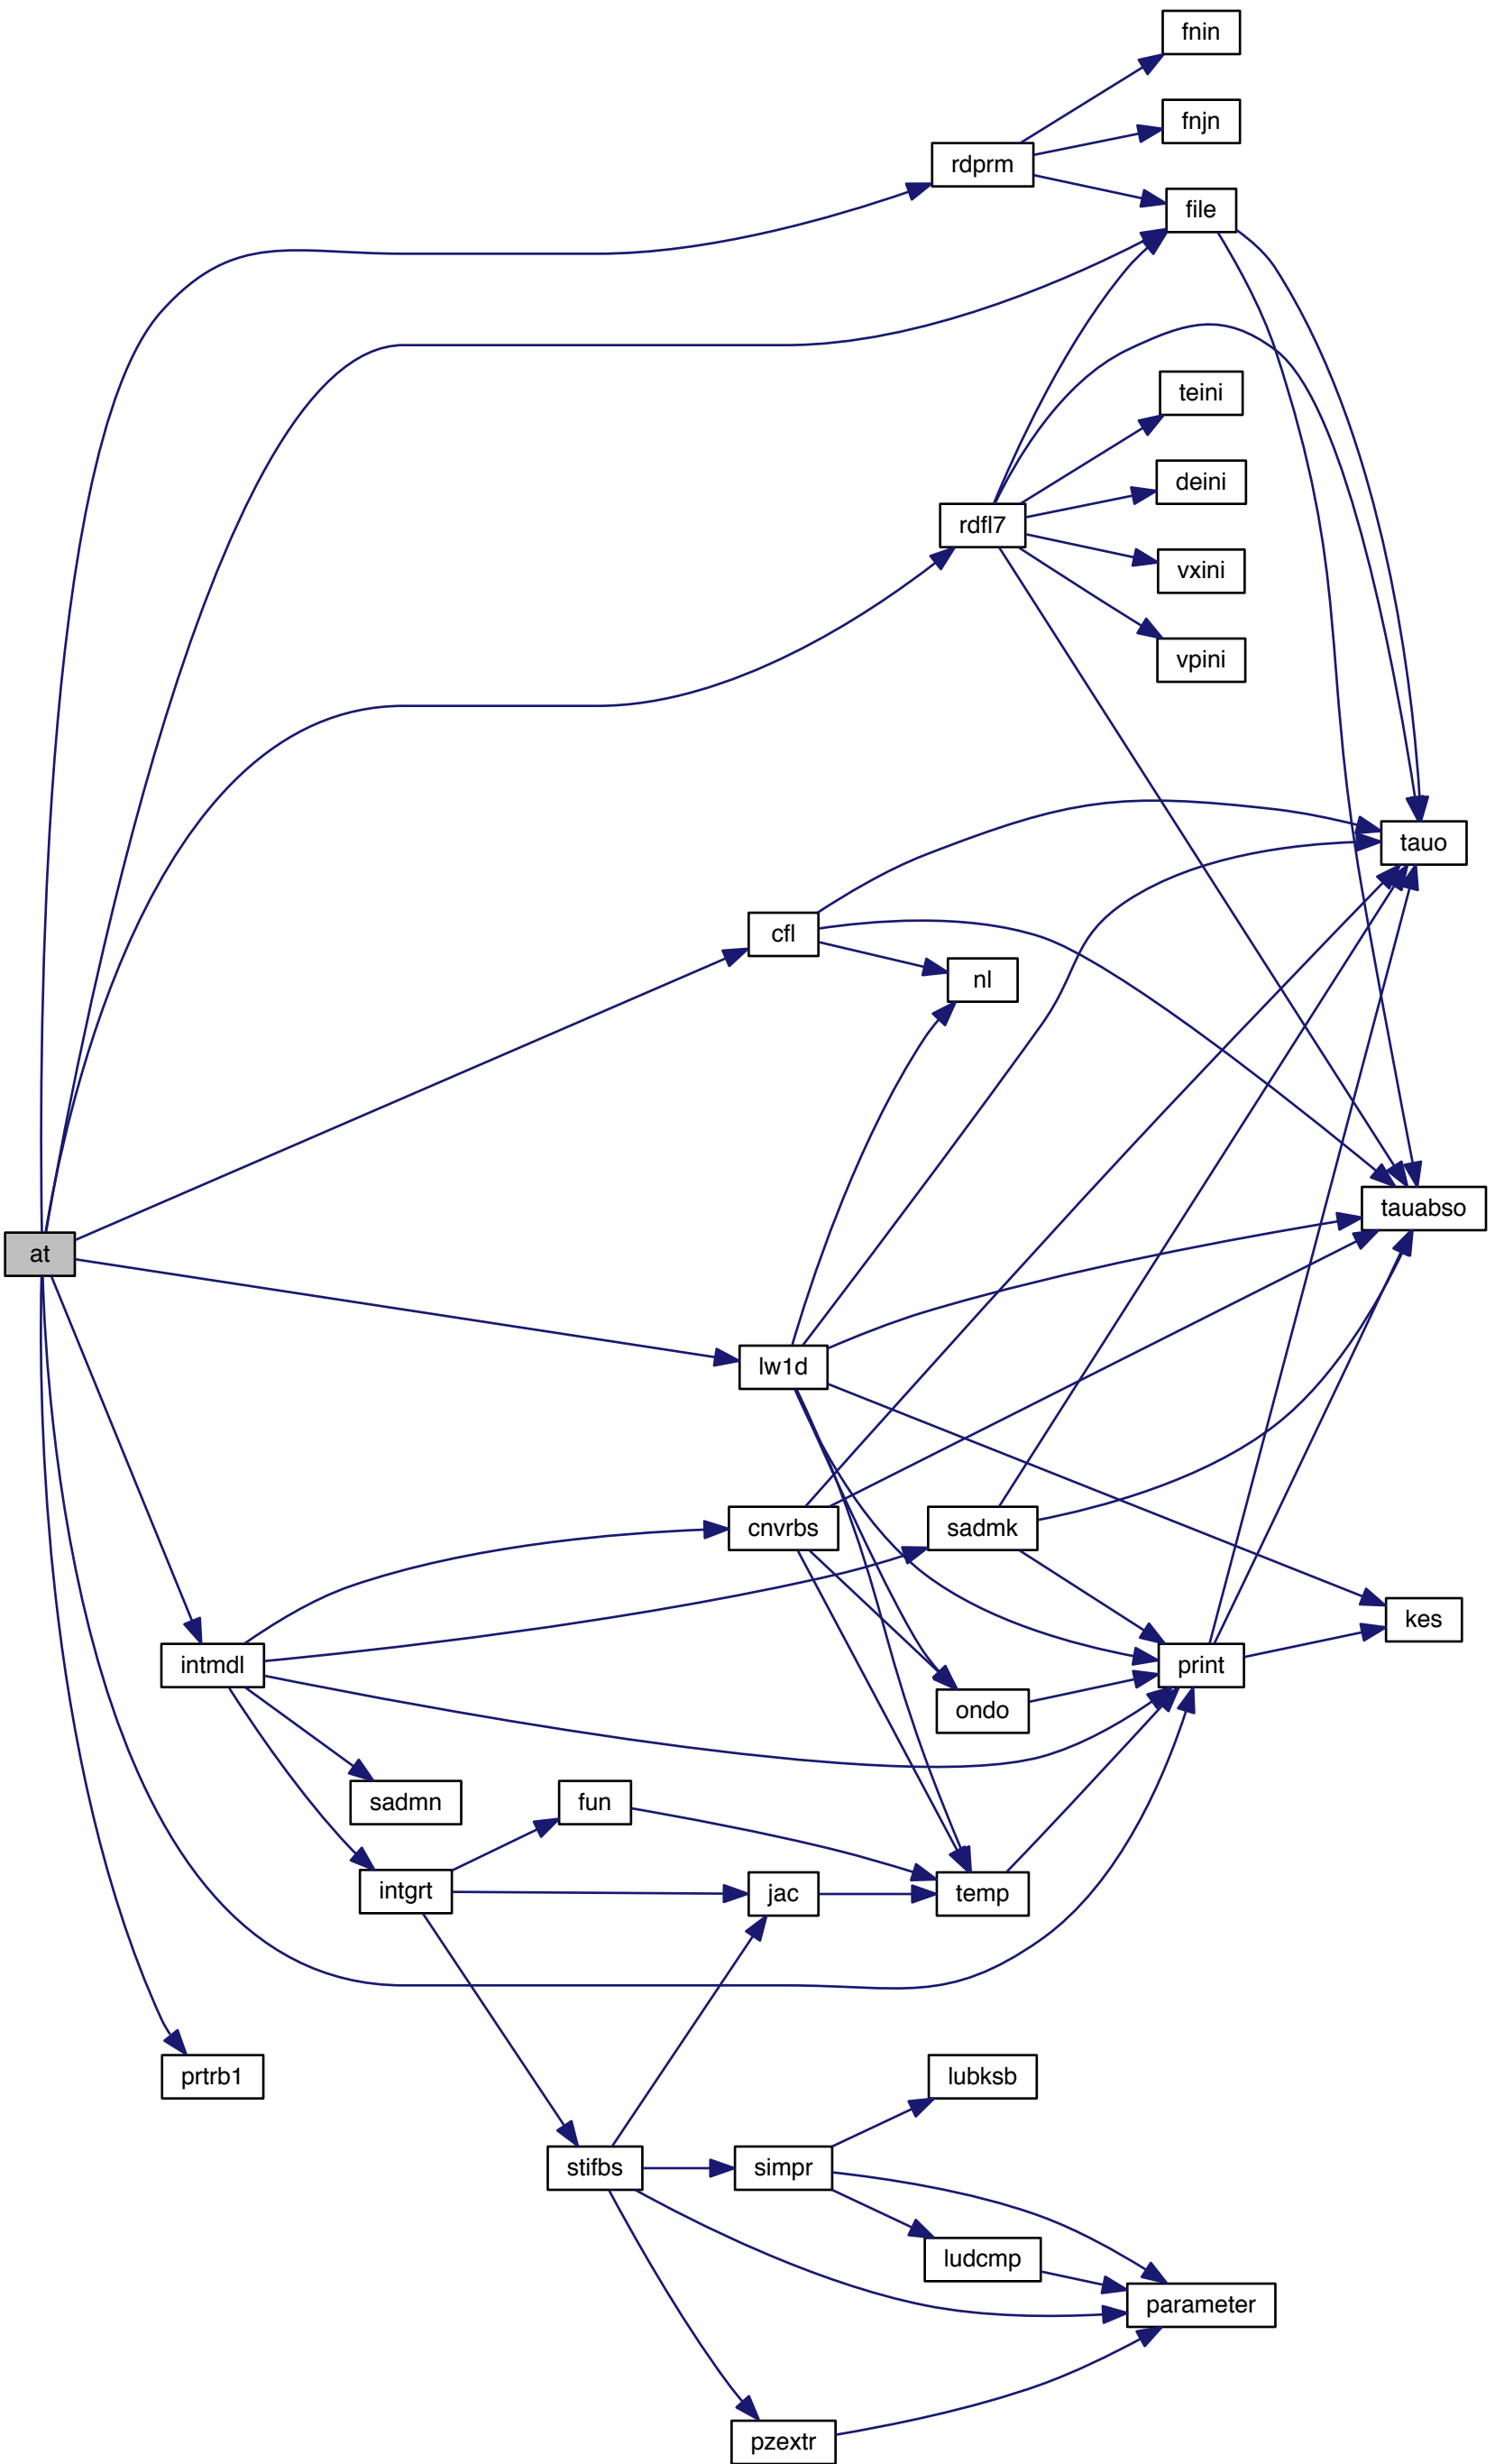 fnin
fnjn
rdprm
file
teini
deini
rdfl7
vxini
vpini
tauo
cfl
nl
tauabso
at
lw1d
cnvrbs
sadmk
kes
intmdl
print
ondo
sadmn
fun
intgrt
jac
temp
prtrb1
lubksb
stifbs
simpr
ludcmp
parameter
pzextr